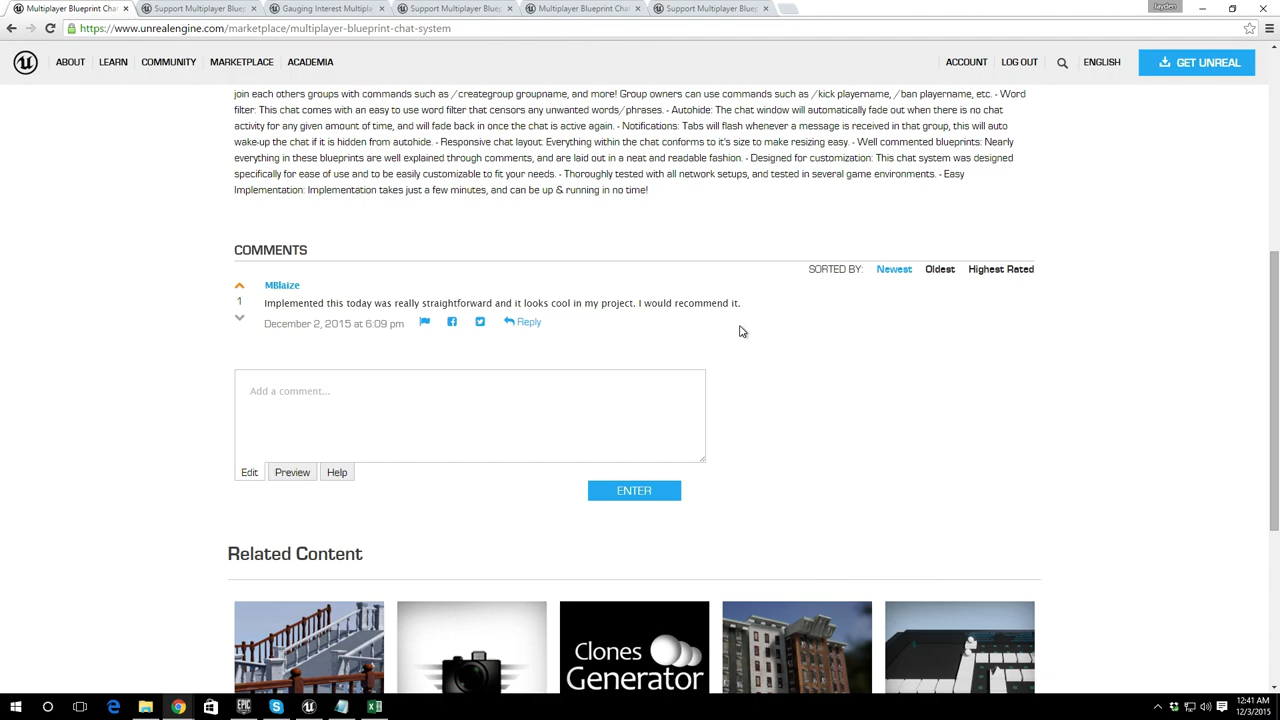 Multiplayer Blueprint Cha
Support Multiplayer Bluep
Gauging Interest Multipla
Support Multiplayer Bluep
Multiplayer Blueprint Cha
Support Multiplayer Bluep
Jayden
https://www.unrealengine.com/marketplace/multiplayer-blueprint-chat-system
ABOUT LEARN COMMUNITY MARKETPLACE ACADEMIA ACCOUNT LOG OUT ENGLISH GET UNREAL
join each others groups with commands such as /creategroup groupname, and more! Group owners can use commands such as /kick playername, /ban playername, etc. - Word
filter: This chat comes with an easy to use word filter that censors any unwanted words/phrases. - Autohide: The chat window will automatically fade out when there is no chat
activity for any given amount of time, and will fade back in once the chat is active again. - Notifications: Tabs will flash whenever a message is received in that group, this will auto
wake-up the chat if it is hidden from autohide. - Responsive chat layout: Everything within the chat conforms to it's size to make resizing easy. - Well commented blueprints: Nearly
everything in these blueprints are well explained through comments, and are laid out in a neat and readable fashion. - Designed for customization: This chat system was designed
specifically for ease of use and to be easily customizable to fit your needs. - Thoroughly tested with all network setups, and tested in several game environments. - Easy
Implementation: Implementation takes just a few minutes, and can be up & running in no time!
COMMENTS
SORTED BY: Newest Oldest Highest Rated
MBlaize
1
Implemented this today was really straightforward and it looks cool in my project. I would recommend it.
December 2, 2015 at 6:09 pm Reply
Add a comment...
Edit Preview Help
ENTER
Related Content
Clones
Generator
EPIC
12:41 AM
12/3/2015